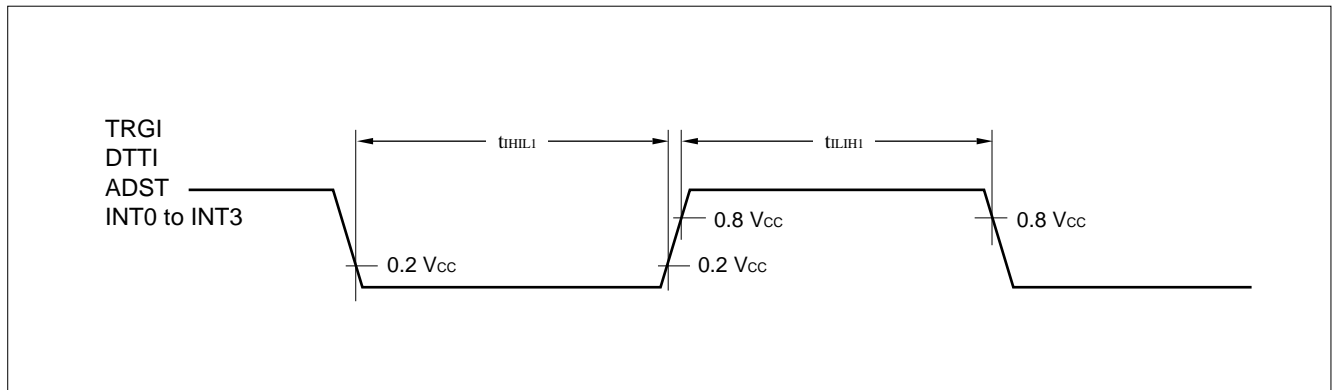 TRGI
DTTI
ADST
INT0 to INT3
tIHIL1
tILIH1
0.8 VCC
0.8 VCC
0.2 VCC
0.2 VCC